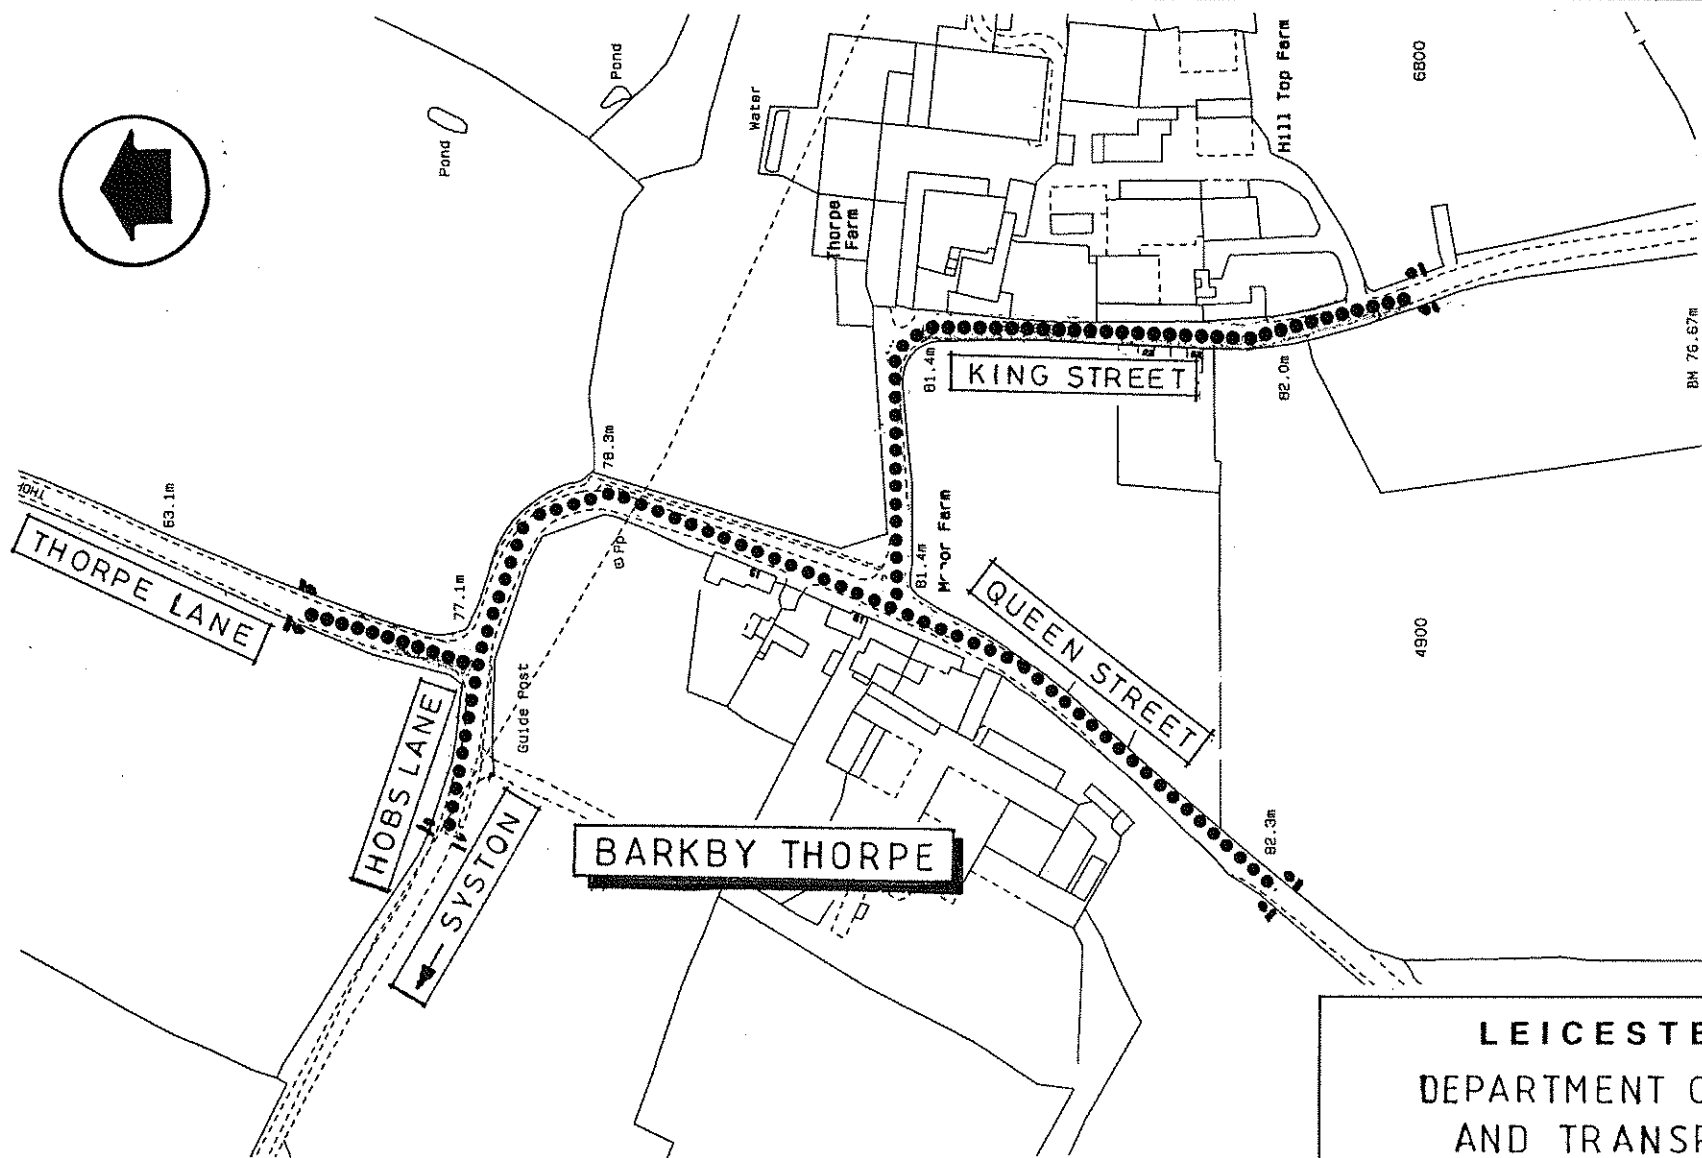 Pond
Pond
Water
Thorpe
Farm
Hill Top Farm
6800
63.1m
THORPE LANE
77.1m
78.3m
81.4m
KING STREET
82.0m
BM 76.67m
81.4m
QUEEN STREET
4900
Guide Post
HOBS LANE
SYSTON
BARKBY THORPE
82.3m
LEICESTE
DEPARTMENT O
AND TRANSP